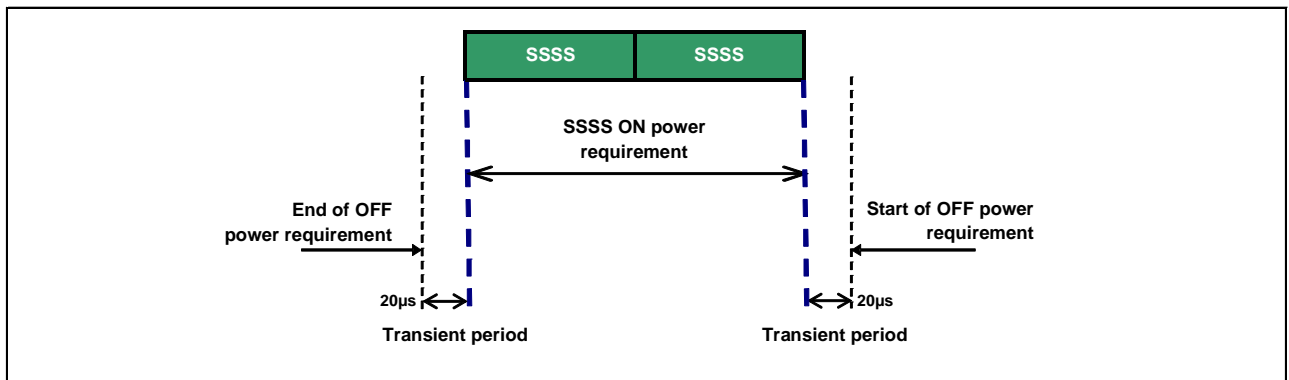 SSSS SSSS
SSSS ON power
requirement
End of OFF
power requirement
Start of OFF power
requirement
20µs
20µs
Transient period
Transient period